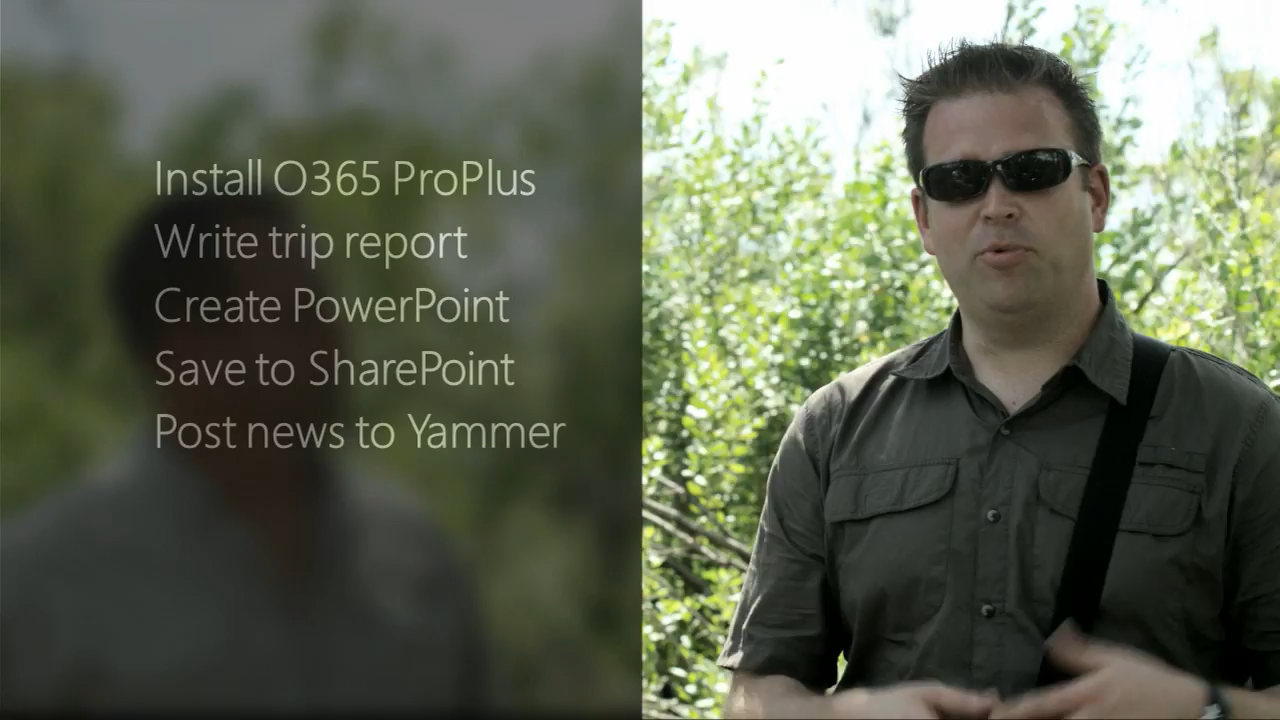 Install O365 ProPlus
Write trip report
Create PowerPoint
Save to SharePoint
Post news to Yammer